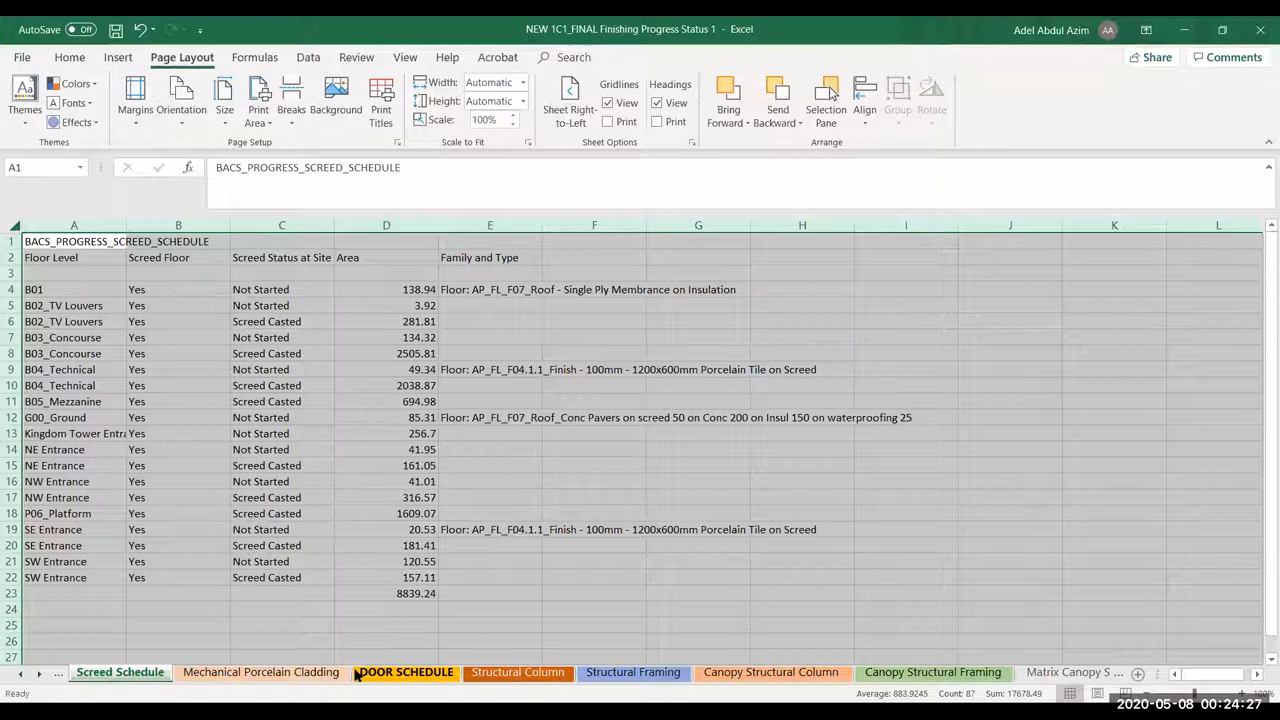 AutoSave Off NEW 1C1_FINAL Finishing Progress Status 1 - Excel Adel Abdul Azim AA
File Home Insert Page Layout Formulas Data Review View Help Acrobat Search Share Comments
Themes Colors Fonts Effects Margins Orientation Size Print Area Breaks Background Print Titles Width: Automatic Height: Automatic Scale: 100% Sheet Right-to-Left Gridlines View Print Headings View Print Bring Forward Send Backward Selection Pane Align Group Rotate
Themes Page Setup Scale to Fit Sheet Options Arrange
A1 fx BACS_PROGRESS_SCREED_SCHEDULE
A B C D E F G H I J K L
1 BACS_PROGRESS_SCREED_SCHEDULE
2 Floor Level Screed Floor Screed Status at Site Area Family and Type
3
4 B01 Yes Not Started 138.94 Floor: AP_FL_F07_Roof - Single Ply Membrance on Insulation
5 B02_TV Louvers Yes Not Started 3.92
6 B02_TV Louvers Yes Screed Casted 281.81
7 B03_Concourse Yes Not Started 134.32
8 B03_Concourse Yes Screed Casted 2505.81
9 B04_Technical Yes Not Started 49.34 Floor: AP_FL_F04.1.1_Finish - 100mm - 1200x600mm Porcelain Tile on Screed
10 B04_Technical Yes Screed Casted 2038.87
11 B05_Mezzanine Yes Screed Casted 694.98
12 G00_Ground Yes Not Started 85.31 Floor: AP_FL_F07_Roof_Conc Pavers on screed 50 on Conc 200 on Insul 150 on waterproofing 25
13 Kingdom Tower Entra Yes Not Started 256.7
14 NE Entrance Yes Not Started 41.95
15 NE Entrance Yes Screed Casted 161.05
16 NW Entrance Yes Not Started 41.01
17 NW Entrance Yes Screed Casted 316.57
18 P06_Platform Yes Screed Casted 1609.07
19 SE Entrance Yes Not Started 20.53 Floor: AP_FL_F04.1.1_Finish - 100mm - 1200x600mm Porcelain Tile on Screed
20 SE Entrance Yes Screed Casted 181.41
21 SW Entrance Yes Not Started 120.55
22 SW Entrance Yes Screed Casted 157.11
23 8839.24
24
25
26
27
... Screed Schedule Mechanical Porcelain Cladding DOOR SCHEDULE Structural Column Structural Framing Canopy Structural Column Canopy Structural Framing Matrix Canopy S ...
Ready Average: 883.9245 Count: 87 Sum: 17678.49 100%
2020-05-08 00:24:27